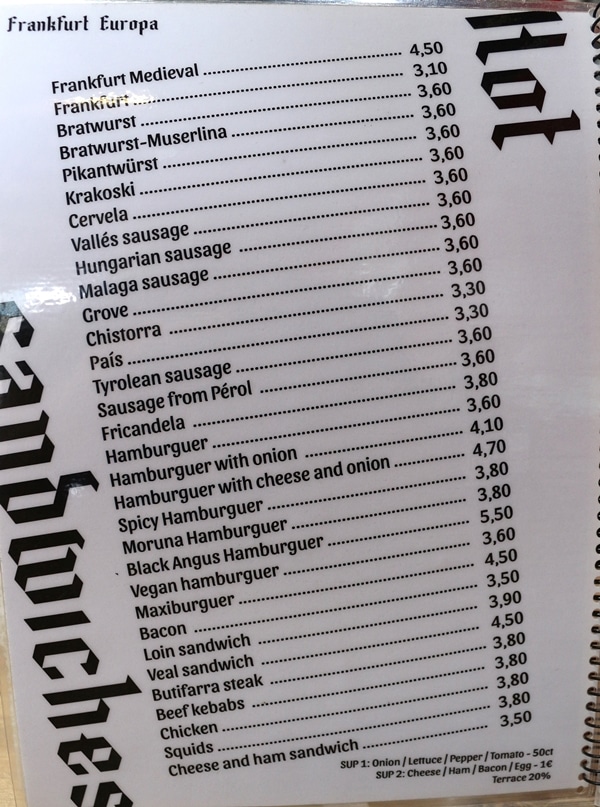 Frankfurt Europa
Hot
sandwiches
Frankfurt Medieval 4,50
Frankfurt 3,10
Bratwurst 3,60
Bratwurst-Muserlina 3,60
Pikantwürst 3,60
Krakoski 3,60
Cervela 3,60
Vallés sausage 3,60
Hungarian sausage 3,60
Malaga sausage 3,60
Grove 3,60
Chistorra 3,30
País 3,30
Tyrolean sausage 3,60
Sausage from Pérol 3,60
Fricandela 3,80
Hamburguer 3,60
Hamburguer with onion 4,10
Hamburguer with cheese and onion 4,70
Spicy Hamburguer 3,80
Moruna Hamburguer 3,80
Black Angus Hamburguer 5,50
Vegan hamburguer 3,60
Maxiburguer 4,50
Bacon 3,50
Loin sandwich 3,90
Veal sandwich 4,50
Butifarra steak 3,80
Beef kebabs 3,80
Chicken 3,80
Squids 3,80
Cheese and ham sandwich 3,50
SUP 1: Onion / Lettuce / Pepper / Tomato - 50ct
SUP 2: Cheese / Ham / Bacon / Egg - 1€
Terrace 20%